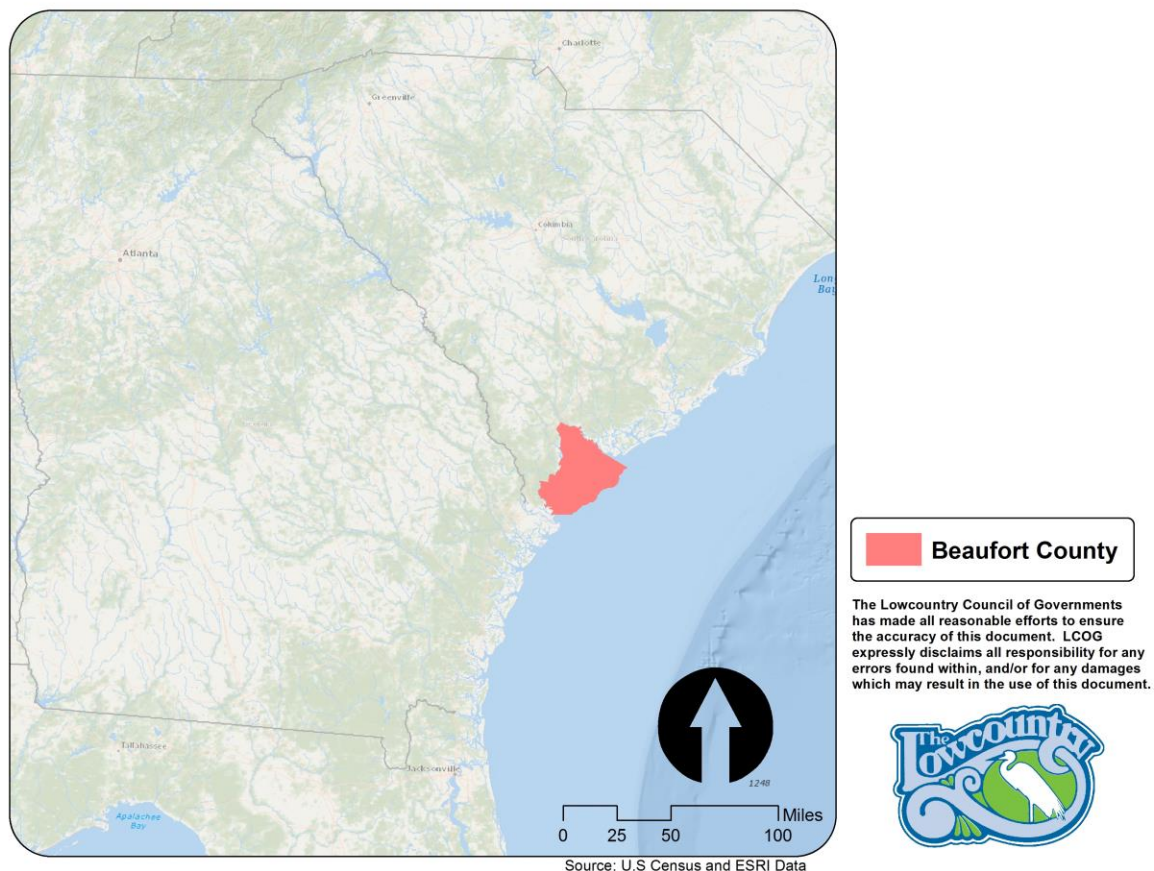 Charlotte
Greenville
Columbia
South Carolina
Atlanta
Long
Bay
Tallahassee
Jacksonville
Apalachee
Bay
1248
Miles
0 25 50 100
Source: U.S Census and ESRI Data
Beaufort County
The Lowcountry Council of Governments
has made all reasonable efforts to ensure
the accuracy of this document. LCOG
expressly disclaims all responsibility for any
errors found within, and/or for any damages
which may result in the use of this document.
The
Lowcountry